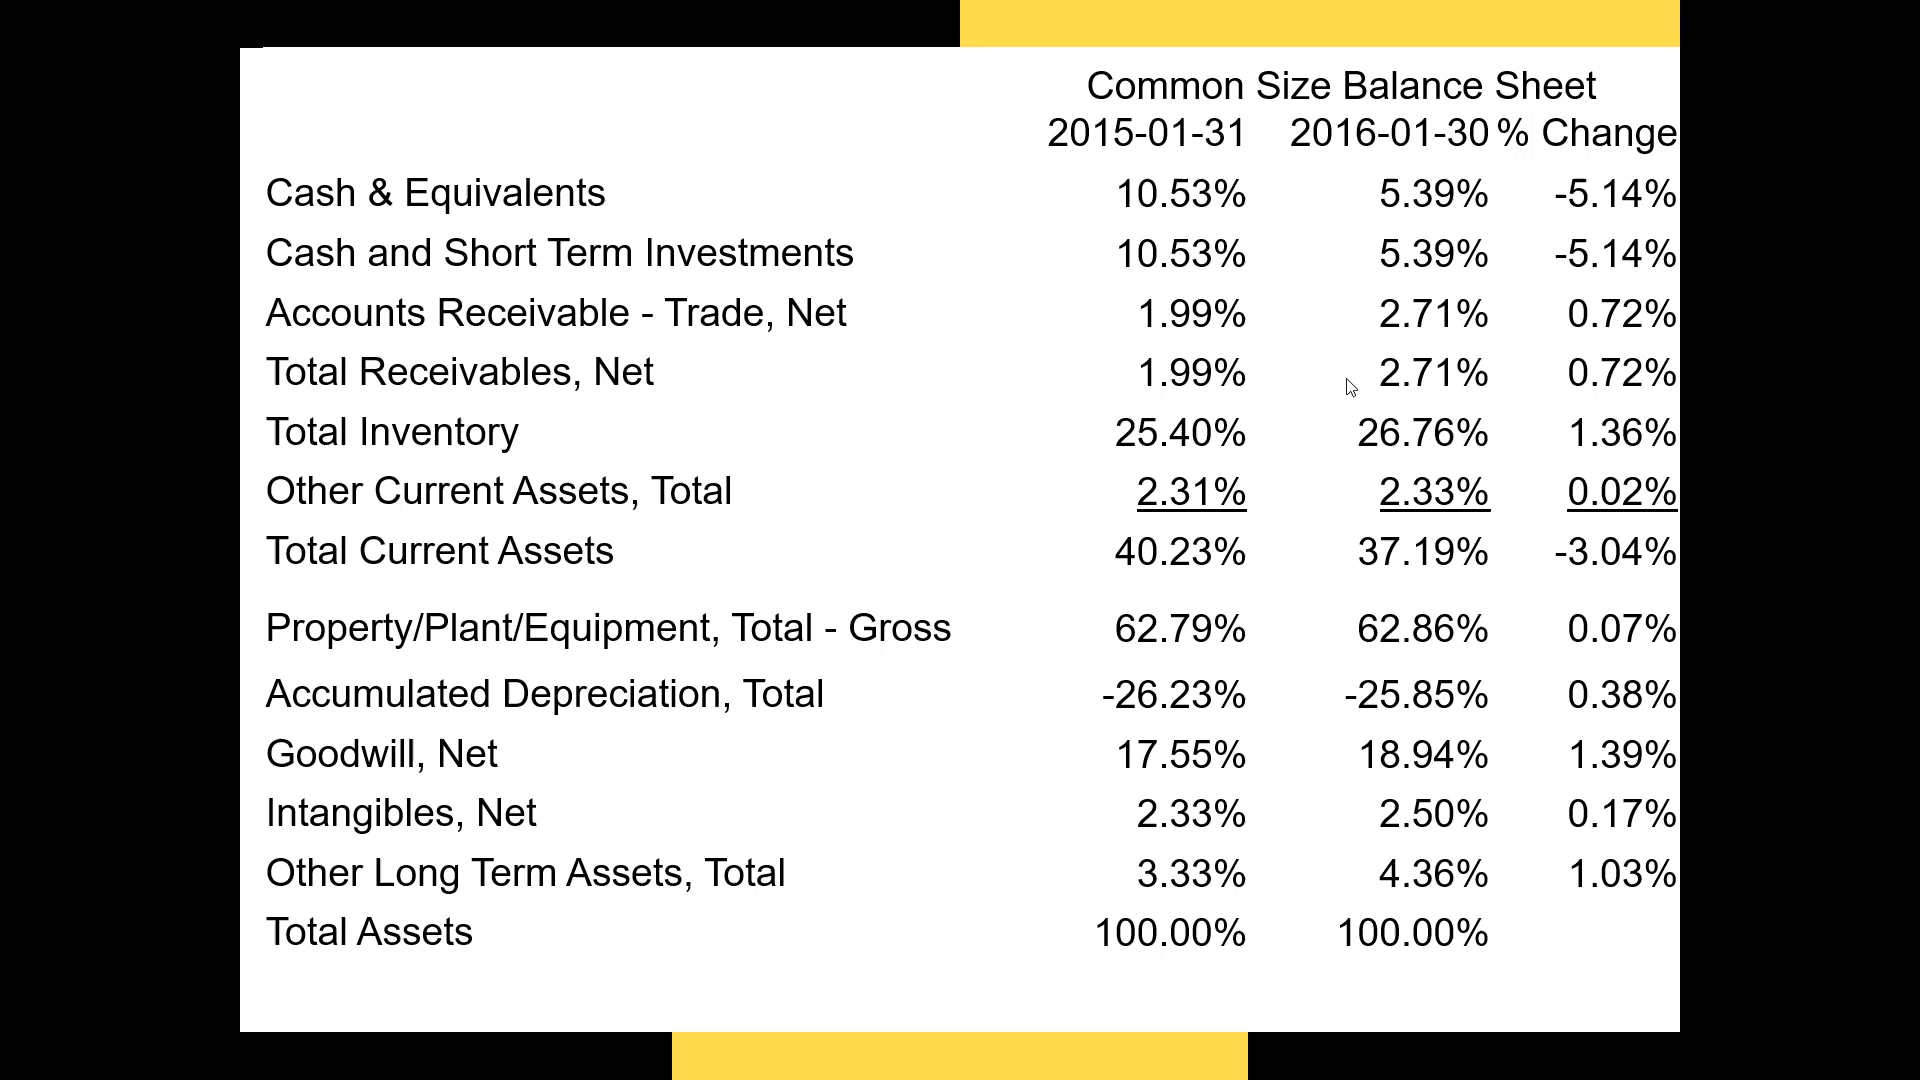 Common Size Balance Sheet
2015-01-31 2016-01-30 % Change
Cash & Equivalents 10.53% 5.39% -5.14%
Cash and Short Term Investments 10.53% 5.39% -5.14%
Accounts Receivable - Trade, Net 1.99% 2.71% 0.72%
Total Receivables, Net 1.99% 2.71% 0.72%
Total Inventory 25.40% 26.76% 1.36%
Other Current Assets, Total 2.31% 2.33% 0.02%
Total Current Assets 40.23% 37.19% -3.04%
Property/Plant/Equipment, Total - Gross 62.79% 62.86% 0.07%
Accumulated Depreciation, Total -26.23% -25.85% 0.38%
Goodwill, Net 17.55% 18.94% 1.39%
Intangibles, Net 2.33% 2.50% 0.17%
Other Long Term Assets, Total 3.33% 4.36% 1.03%
Total Assets 100.00% 100.00%